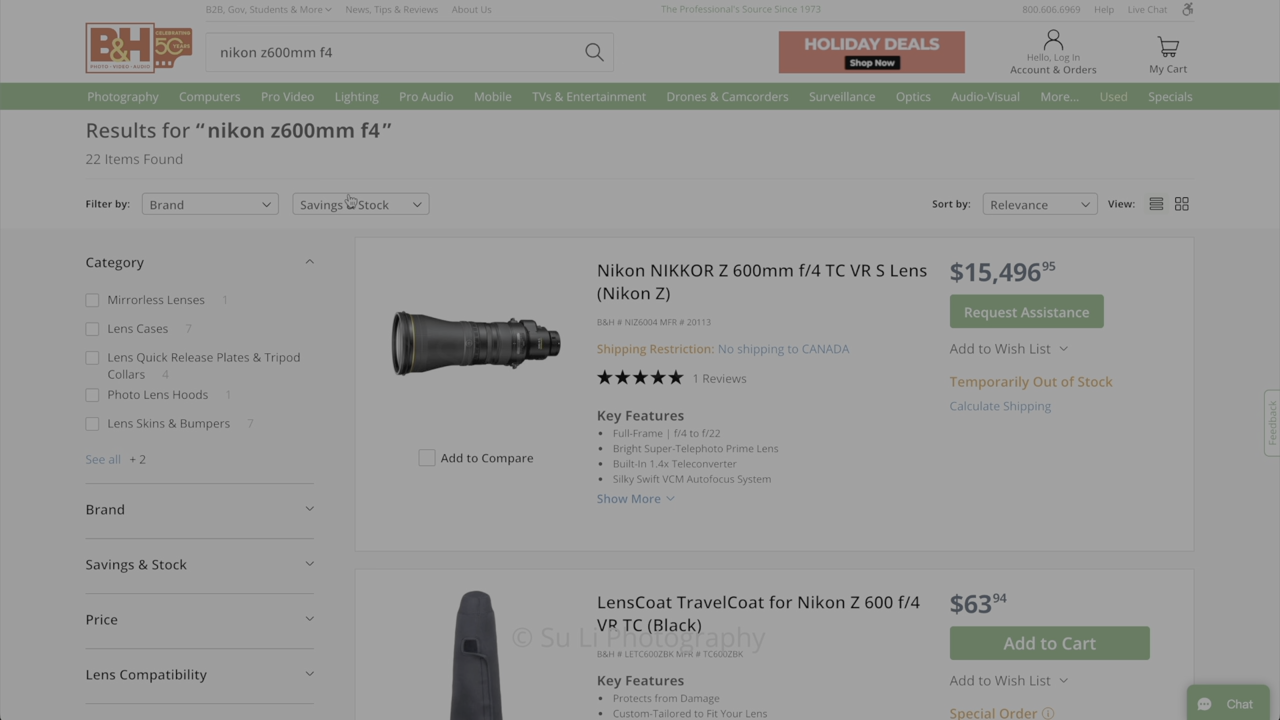 B2B, Gov, Students & More
News, Tips & Reviews
About Us
The Professional's Source Since 1973
800.606.6969
Help
Live Chat
B&H
PHOTO · VIDEO · AUDIO
CELEBRATING
50 YEARS
nikon z600mm f4
HOLIDAY DEALS
Shop Now
Hello, Log In
Account & Orders
My Cart
Photography
Computers
Pro Video
Lighting
Pro Audio
Mobile
TVs & Entertainment
Drones & Camcorders
Surveillance
Optics
Audio-Visual
More...
Used
Specials
Results for “nikon z600mm f4”
22 Items Found
Filter by:
Brand
Savings & Stock
Sort by:
Relevance
View:
Category
Mirrorless Lenses 1
Lens Cases 7
Lens Quick Release Plates & Tripod
Collars 4
Photo Lens Hoods 1
Lens Skins & Bumpers 7
See all + 2
Brand
Savings & Stock
Price
Lens Compatibility
Add to Compare
Nikon NIKKOR Z 600mm f/4 TC VR S Lens
(Nikon Z)
B&H # NIZ6004 MFR # 20113
Shipping Restriction: No shipping to CANADA
1 Reviews
Key Features
Full-Frame | f/4 to f/22
Bright Super-Telephoto Prime Lens
Built-In 1.4x Teleconverter
Silky Swift VCM Autofocus System
Show More
$15,496.95
Request Assistance
Add to Wish List
Temporarily Out of Stock
Calculate Shipping
Feedback
LensCoat TravelCoat for Nikon Z 600 f/4
VR TC (Black)
© Su Li Photography
B&H # LETC600ZBK MFR # TC600ZBK
Key Features
Protects from Damage
Custom-Tailored to Fit Your Lens
$63.94
Add to Cart
Add to Wish List
Special Order
Chat